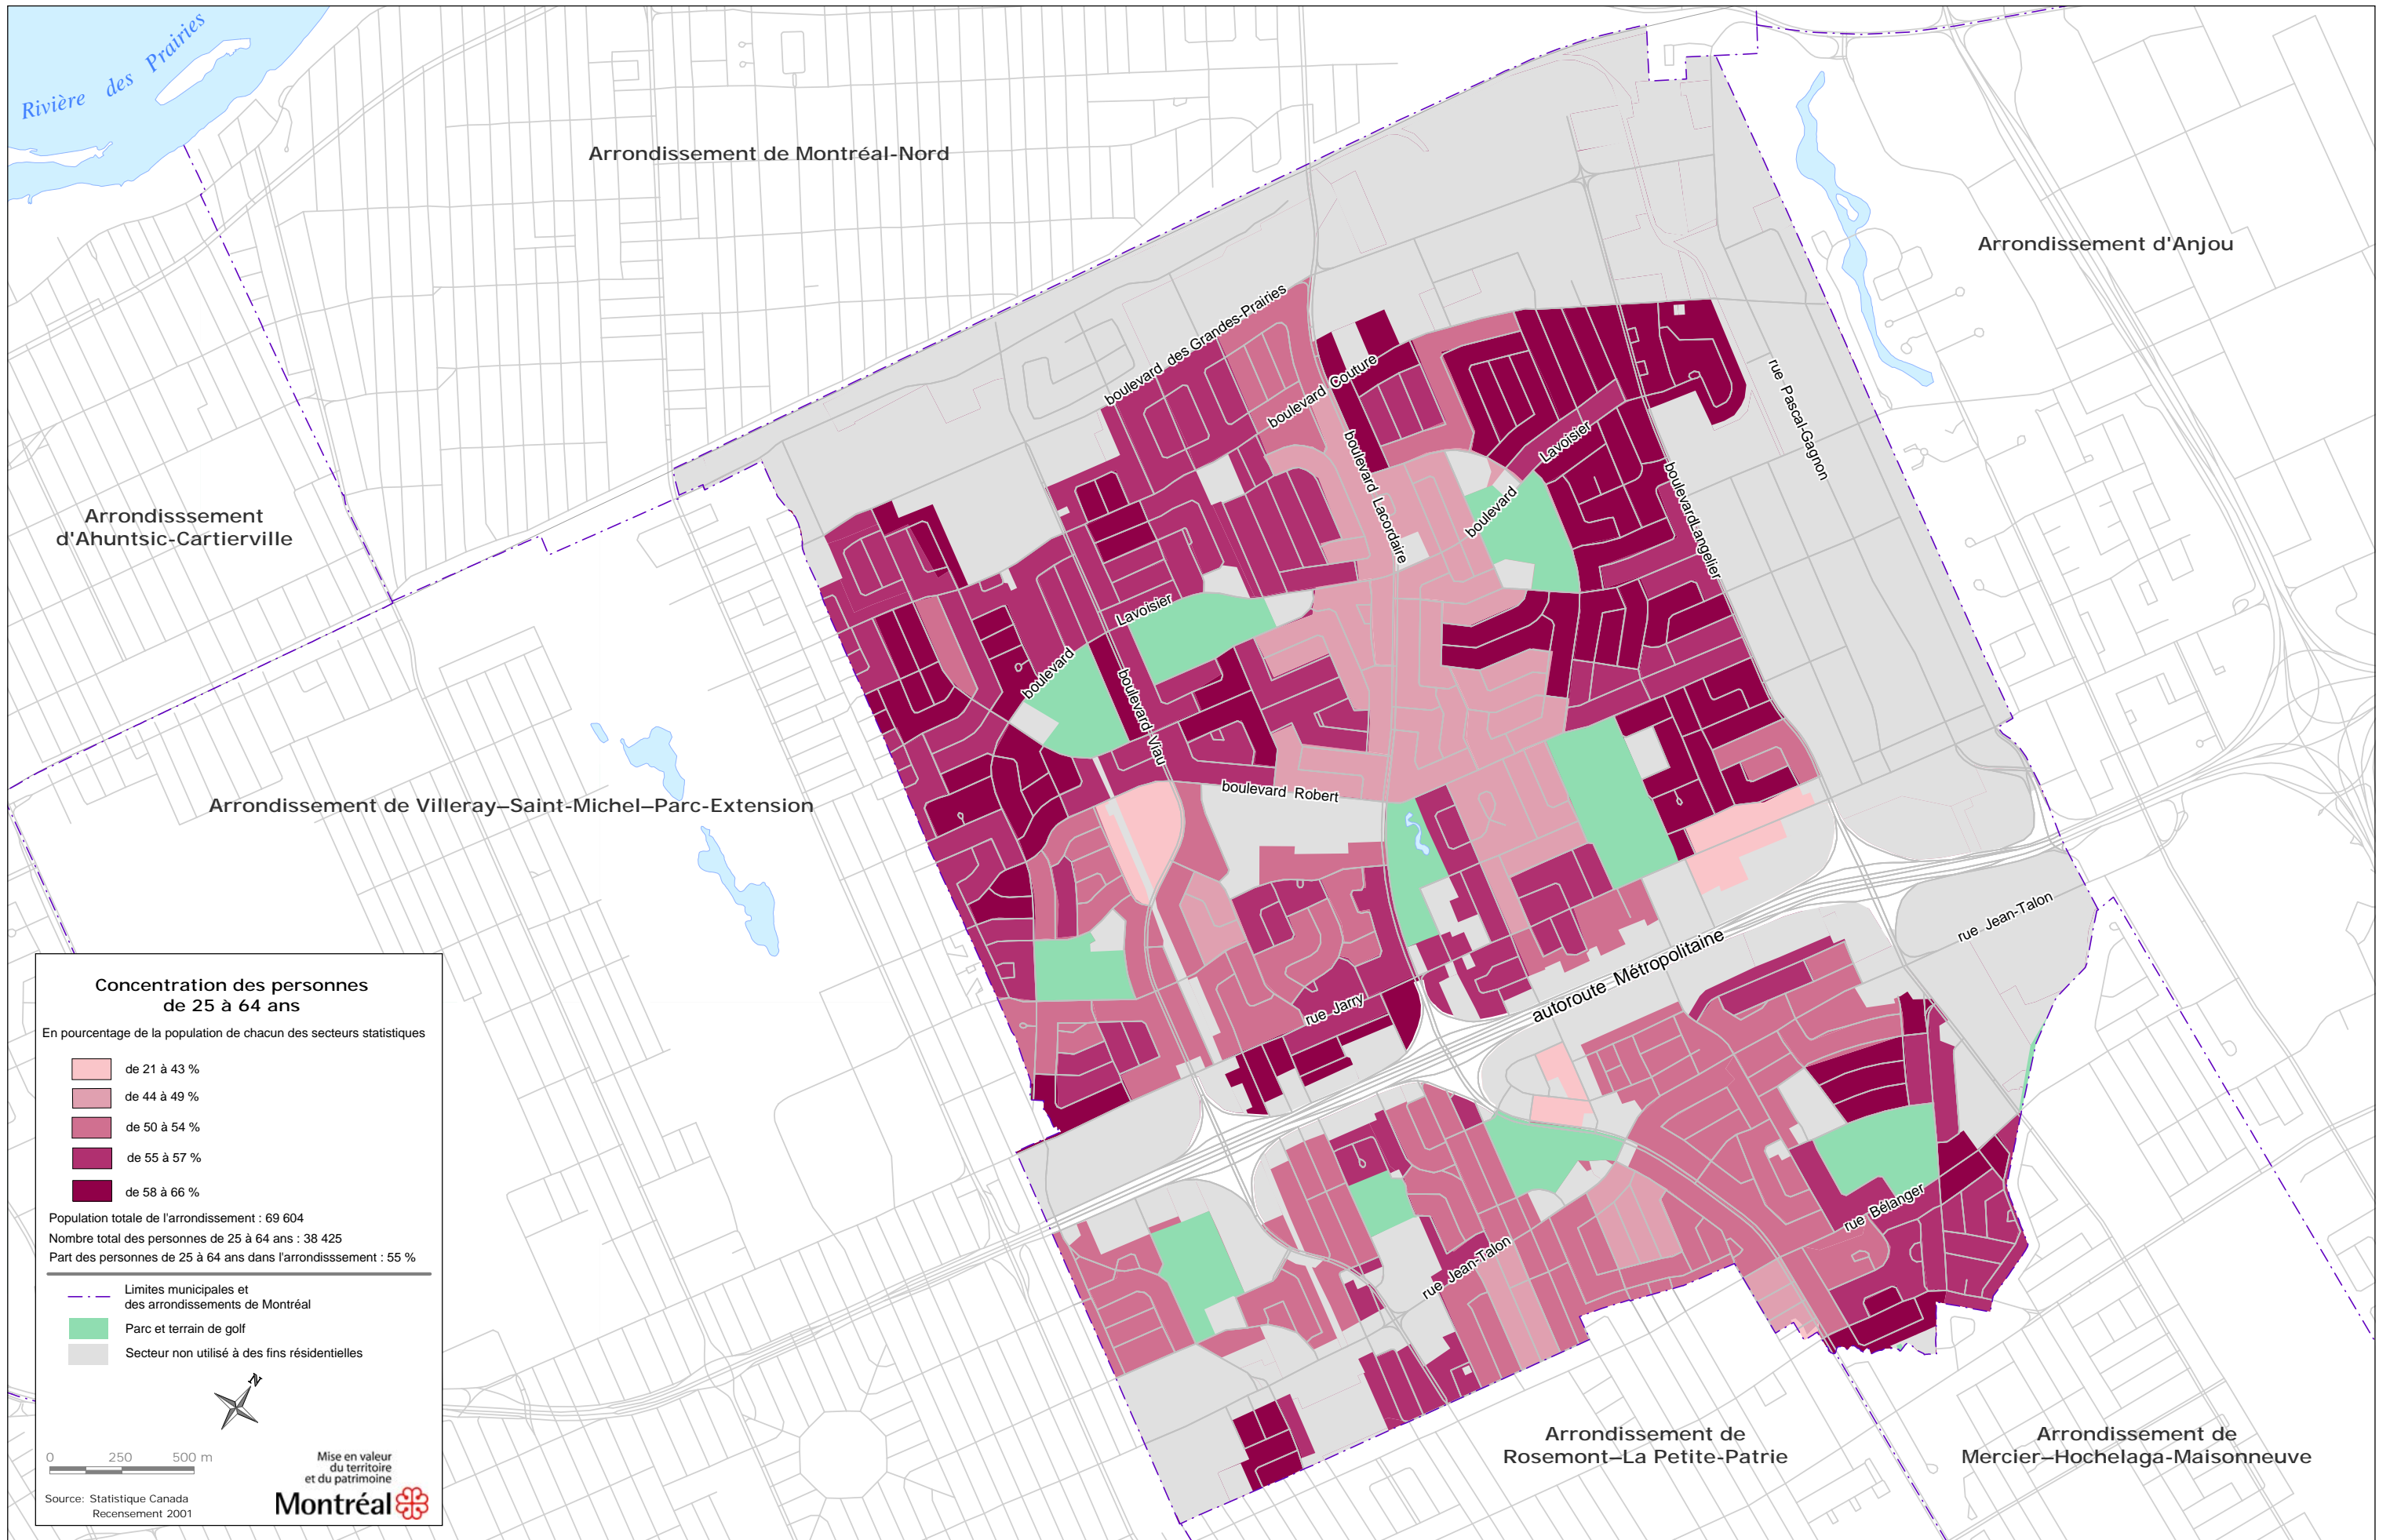 Rivière des Prairies
Arrondissement de Montréal-Nord
Arrondissement d'Anjou
Arrondisssement
d'Ahuntsic-Cartierville
Arrondissement de Villeray–Saint-Michel–Parc-Extension
boulevard des Grandes-Prairies
boulevard Couture
boulevard Lacordaire
boulevard Lavoisier
boulevardLangelier
rue Pascal-Gagnon
boulevard Lavoisier
boulevard Viau
boulevard Robert
rue Jarry
autoroute Métropolitaine
rue Jean-Talon
rue Bélanger
rue Jean-Talon
Arrondissement de
Rosemont–La Petite-Patrie
Arrondissement de
Mercier–Hochelaga-Maisonneuve
Concentration des personnes
de 25 à 64 ans
En pourcentage de la population de chacun des secteurs statistiques
de 21 à 43 %
de 44 à 49 %
de 50 à 54 %
de 55 à 57 %
de 58 à 66 %
Population totale de l'arrondissement : 69 604
Nombre total des personnes de 25 à 64 ans : 38 425
Part des personnes de 25 à 64 ans dans l'arrondisssement : 55 %
Limites municipales et
des arrondissements de Montréal
Parc et terrain de golf
Secteur non utilisé à des fins résidentielles
N
0 250 500 m
Source: Statistique Canada
Recensement 2001
Mise en valeur
du territoire
et du patrimoine
Montréal